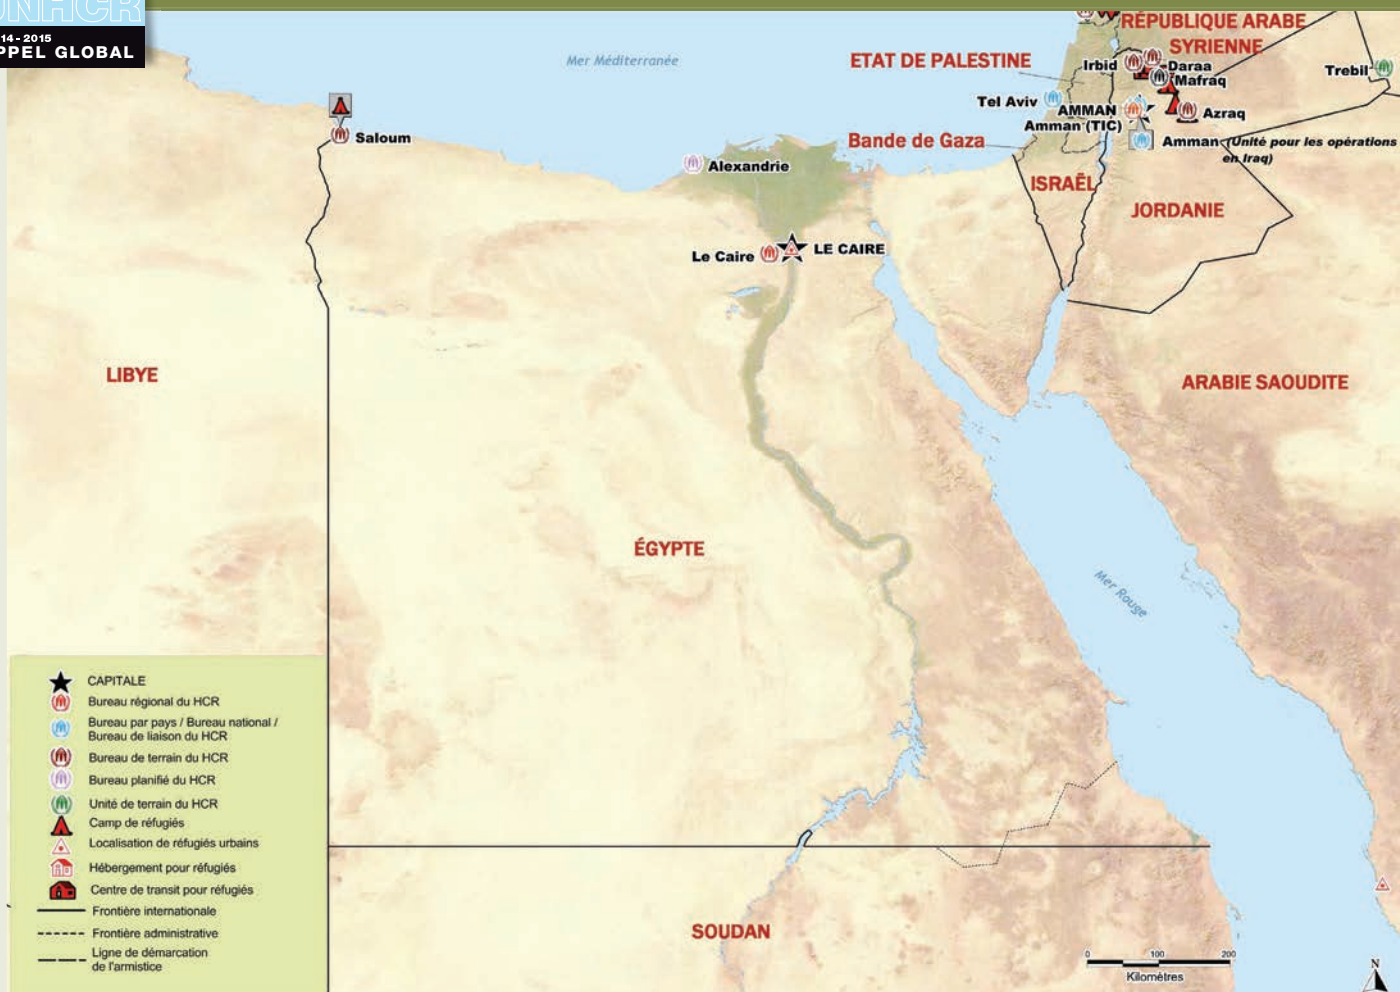 UNHCR
14 - 2015
PPEL GLOBAL
Mer Méditerranée
RÉPUBLIQUE ARABE
SYRIENNE
ETAT DE PALESTINE
Irbid
Daraa
Mafraq
Trebil
Tel Aviv
AMMAN
Azraq
Amman (TIC)
Saloum
Bande de Gaza
Amman (Unité pour les opérations
en Iraq)
Alexandrie
ISRAËL
JORDANIE
Le Caire
LE CAIRE
LIBYE
ARABIE SAOUDITE
ÉGYPTE
Mer Rouge
SOUDAN
CAPITALE
Bureau régional du HCR
Bureau par pays / Bureau national /
Bureau de liaison du HCR
Bureau de terrain du HCR
Bureau planifié du HCR
Unité de terrain du HCR
Camp de réfugiés
Localisation de réfugiés urbains
Hébergement pour réfugiés
Centre de transit pour réfugiés
Frontière internationale
Frontière administrative
Ligne de démarcation
de l'armistice
0 100 200
Kilomètres
N